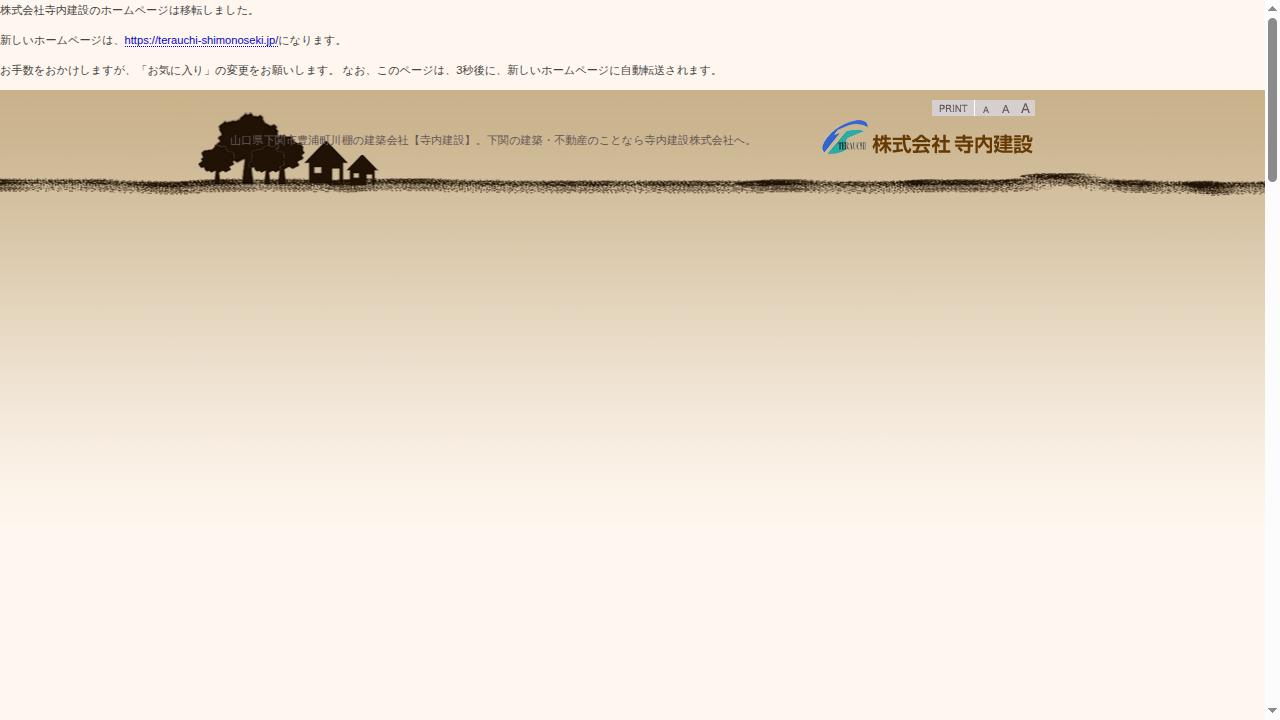 株式会社寺内建設のホームページは移転しました。
新しいホームページは、https://terauchi-shimonoseki.jp/になります。
お手数をおかけしますが、「お気に入り」の変更をお願いします。 なお、このページは、3秒後に、新しいホームページに自動転送されます。
PRINT A A A
山口県下関市豊浦町川棚の建築会社【寺内建設】。下関の建築・不動産のことなら寺内建設株式会社へ。
TERAUCHI 株式会社 寺内建設